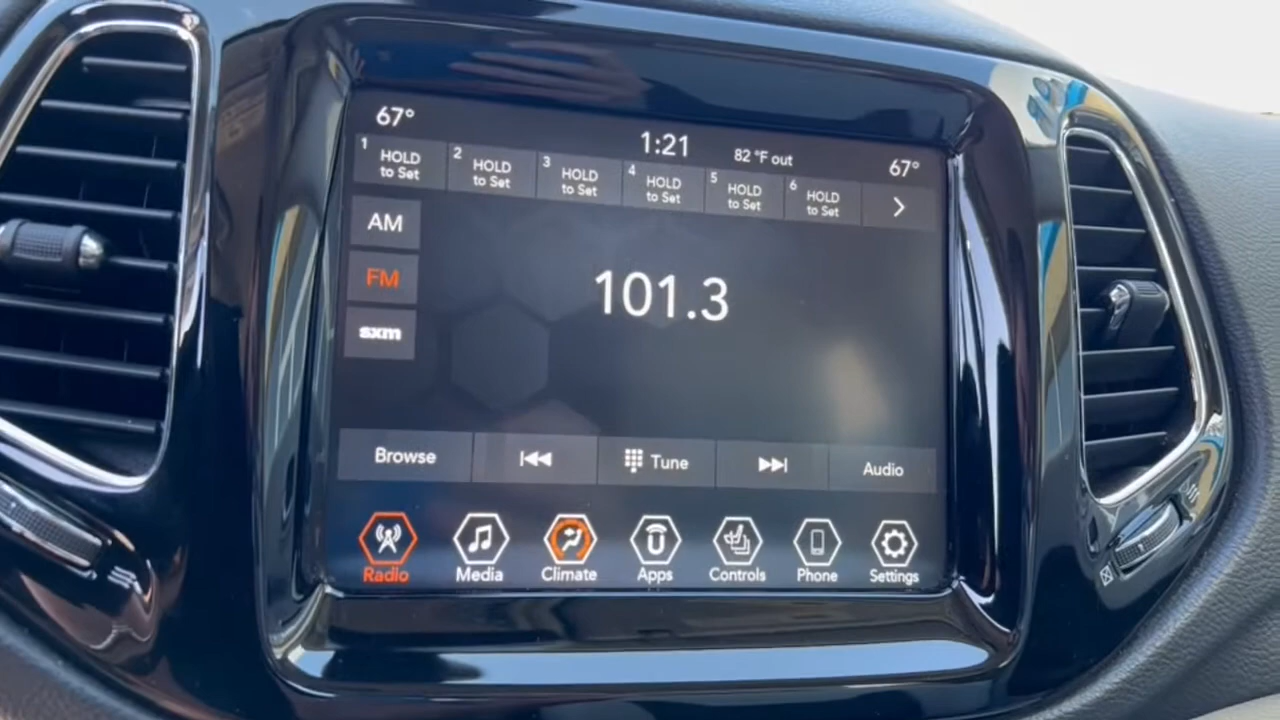 67° 1:21 82 °F out 67°
1 HOLD to Set
2 HOLD to Set
3 HOLD to Set
4 HOLD to Set
5 HOLD to Set
6 HOLD to Set
AM
FM
sxm
101.3
Browse Tune Audio
Radio Media Climate Apps Controls Phone Settings